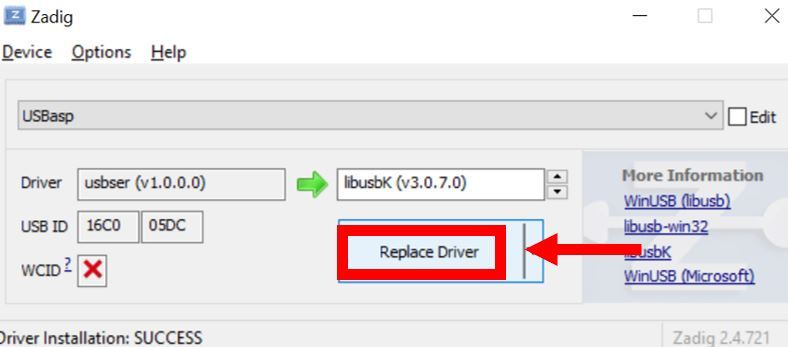 Zadig
Device Options Help
USBasp
Edit
Driver usbser (v1.0.0.0) libusbK (v3.0.7.0)
USB ID 16C0 05DC
WCID ?
Replace Driver
More Information
WinUSB (libusb)
libusb-win32
libusbK
WinUSB (Microsoft)
Driver Installation: SUCCESS
Zadig 2.4.721